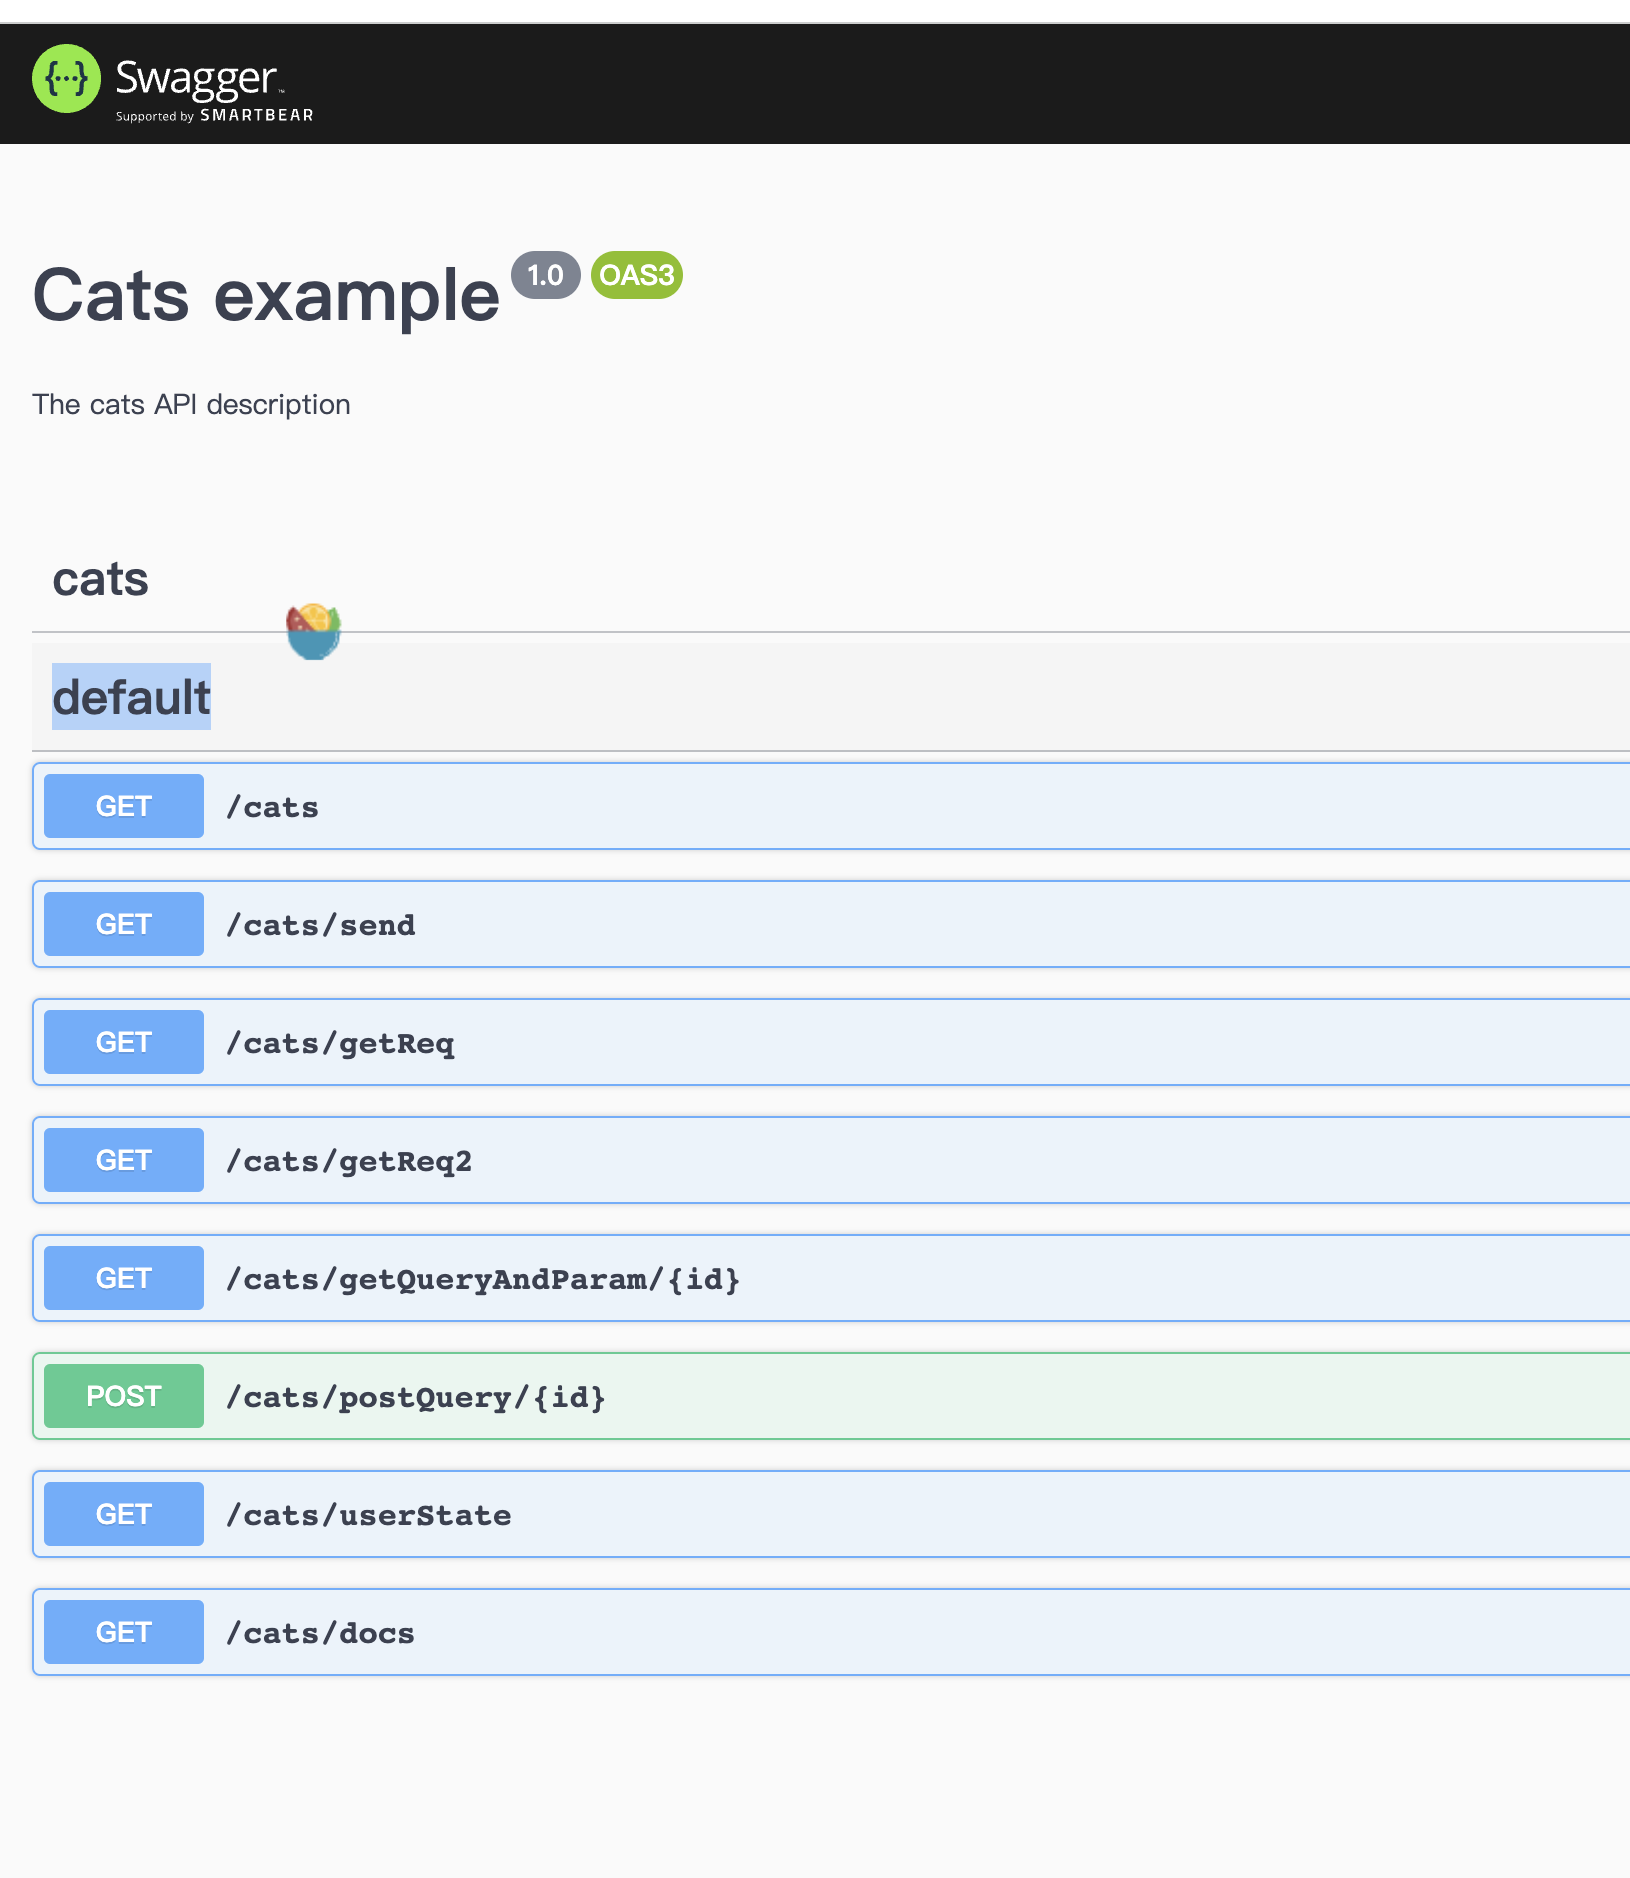 Swagger™
Supported by SMARTBEAR
Cats example 1.0 OAS3
The cats API description
cats
default
GET /cats
GET /cats/send
GET /cats/getReq
GET /cats/getReq2
GET /cats/getQueryAndParam/{id}
POST /cats/postQuery/{id}
GET /cats/userState
GET /cats/docs